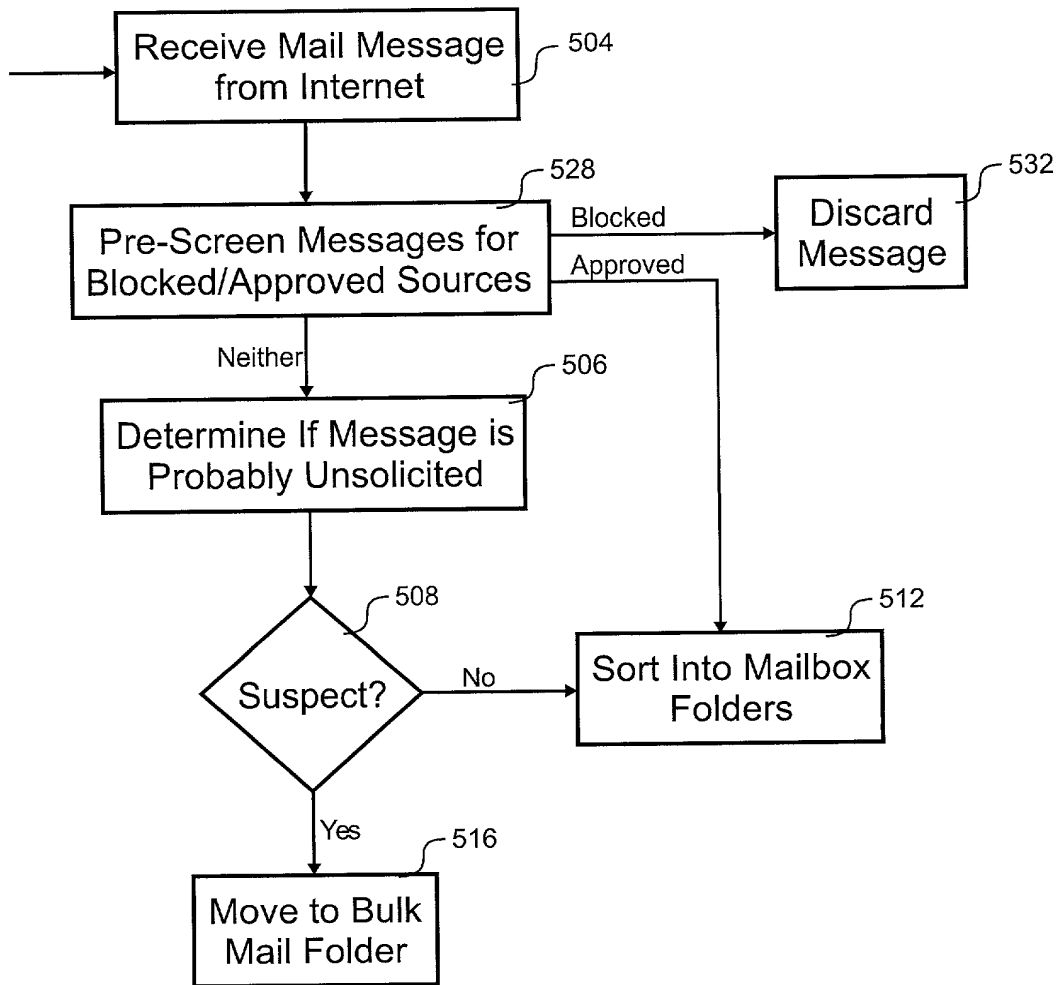 Receive Mail Message
from Internet
504
528
Pre-Screen Messages for
Blocked/Approved Sources
Blocked
Approved
532
Discard
Message
Neither
506
Determine If Message is
Probably Unsolicited
508
Suspect?
No
512
Sort Into Mailbox
Folders
Yes
516
Move to Bulk
Mail Folder